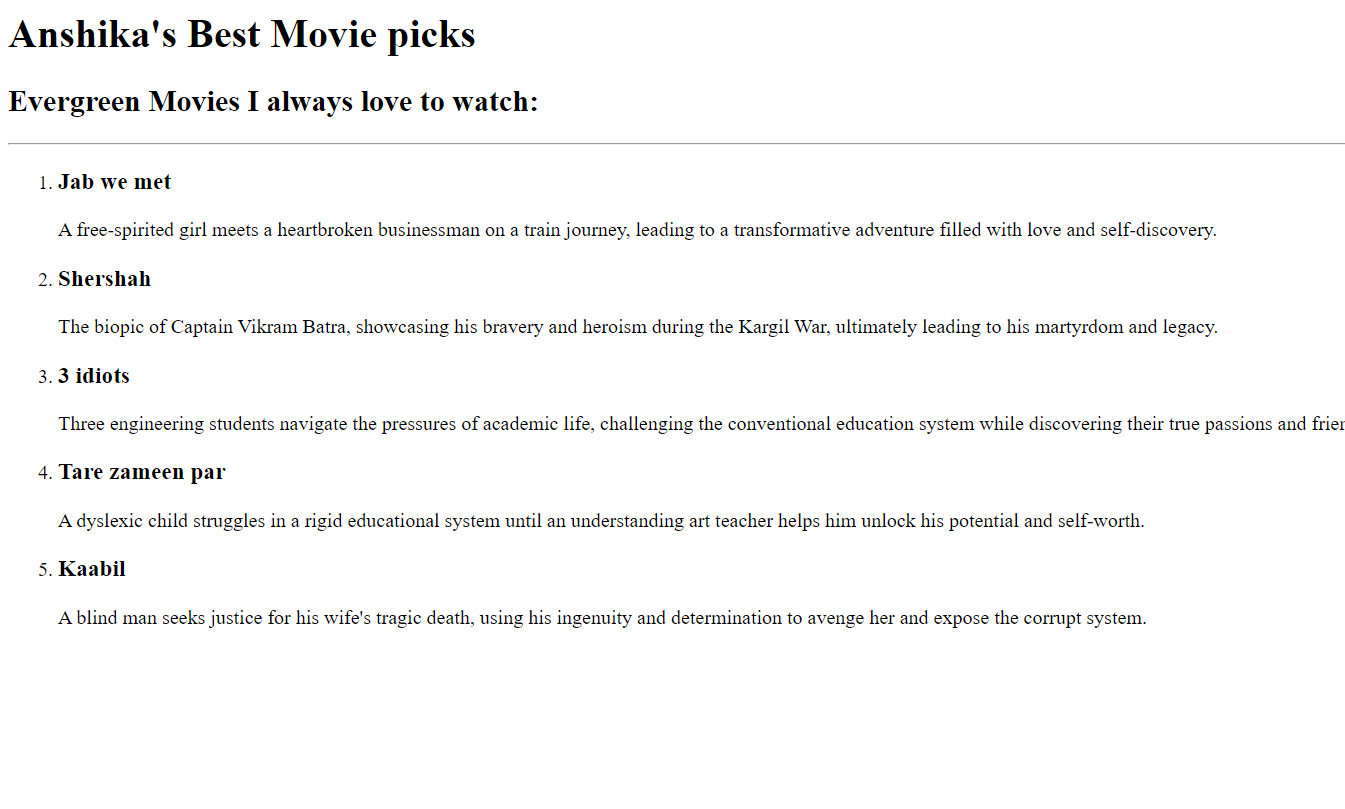 Anshika's Best Movie picks
Evergreen Movies I always love to watch:
1. Jab we met
A free-spirited girl meets a heartbroken businessman on a train journey, leading to a transformative adventure filled with love and self-discovery.
2. Shershah
The biopic of Captain Vikram Batra, showcasing his bravery and heroism during the Kargil War, ultimately leading to his martyrdom and legacy.
3. 3 idiots
Three engineering students navigate the pressures of academic life, challenging the conventional education system while discovering their true passions and
4. Tare zameen par
A dyslexic child struggles in a rigid educational system until an understanding art teacher helps him unlock his potential and self-worth.
5. Kaabil
A blind man seeks justice for his wife's tragic death, using his ingenuity and determination to avenge her and expose the corrupt system.